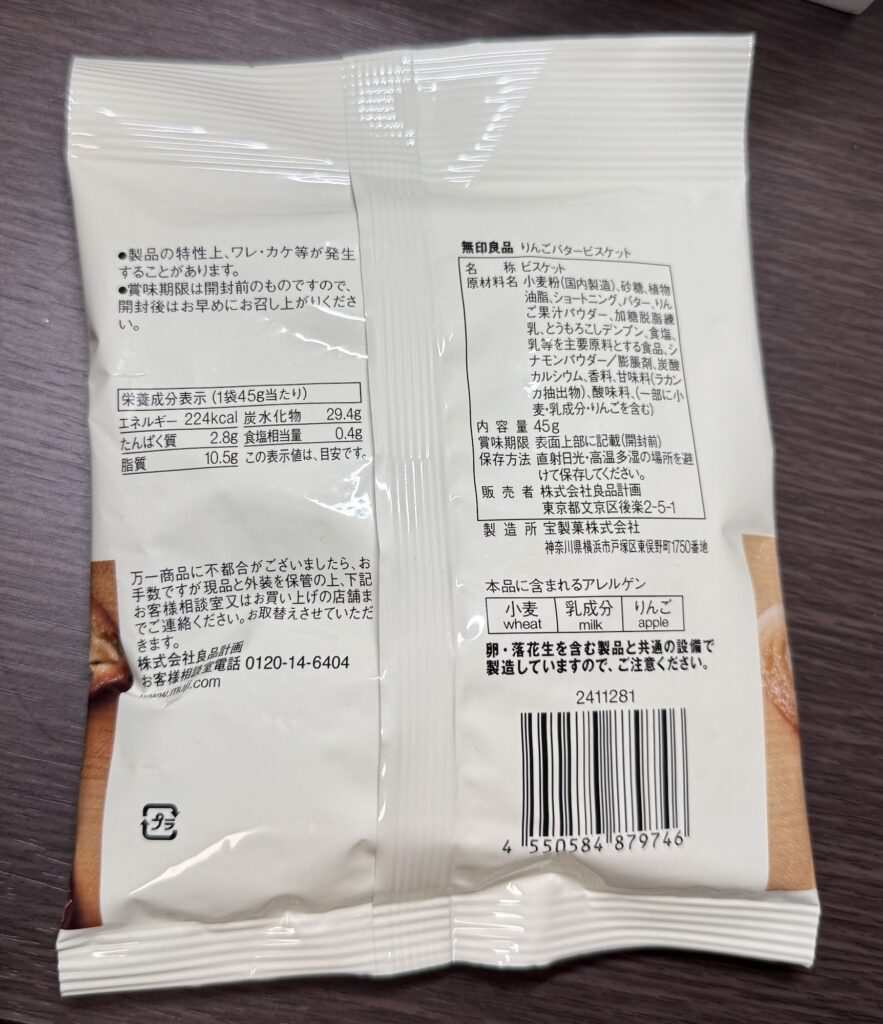 ●製品の特性上、ワレ・カケ等が発生
することがあります。
●賞味期限は開封前のものですので、
開封後はお早めにお召し上がりくださ
い。
栄養成分表示 (1袋45g当たり)
エネルギー 224kcal 炭水化物 29.4g
たんぱく質 2.8g 食塩相当量 0.4g
脂質 10.5g この表示値は、目安です。
万一商品に不都合がございましたら、お
手数ですが現品と外装を保管の上、下記
お客様相談室又はお買い上げの店舗ま
でご連絡ください。お取替えさせていただ
きます。
株式会社良品計画
お客様相談室電話 0120-14-6404
www.muji.com
プラ
無印良品 りんごバタービスケット
名称 ビスケット
原材料名 小麦粉(国内製造)、砂糖、植物
油脂、ショートニング、バター、りん
ご果汁パウダー、加糖脱脂練
乳、とうもろこしデンプン、食塩、
乳等を主要原料とする食品、シ
ナモンパウダー/膨脹剤、炭酸
カルシウム、香料、甘味料(ラカン
カ抽出物)、酸味料、(一部に小
麦・乳成分・りんごを含む)
内容量 45g
賞味期限 表面上部に記載(開封前)
保存方法 直射日光・高温多湿の場所を避
けて保存してください。
販売者 株式会社良品計画
東京都文京区後楽2-5-1
製造所 宝製菓株式会社
神奈川県横浜市戸塚区東俣野町1750番地
本品に含まれるアレルゲン
小麦 乳成分 りんご
wheat milk apple
卵・落花生を含む製品と共通の設備で
製造していますので、ご注意ください。
2411281
4 550584 879746